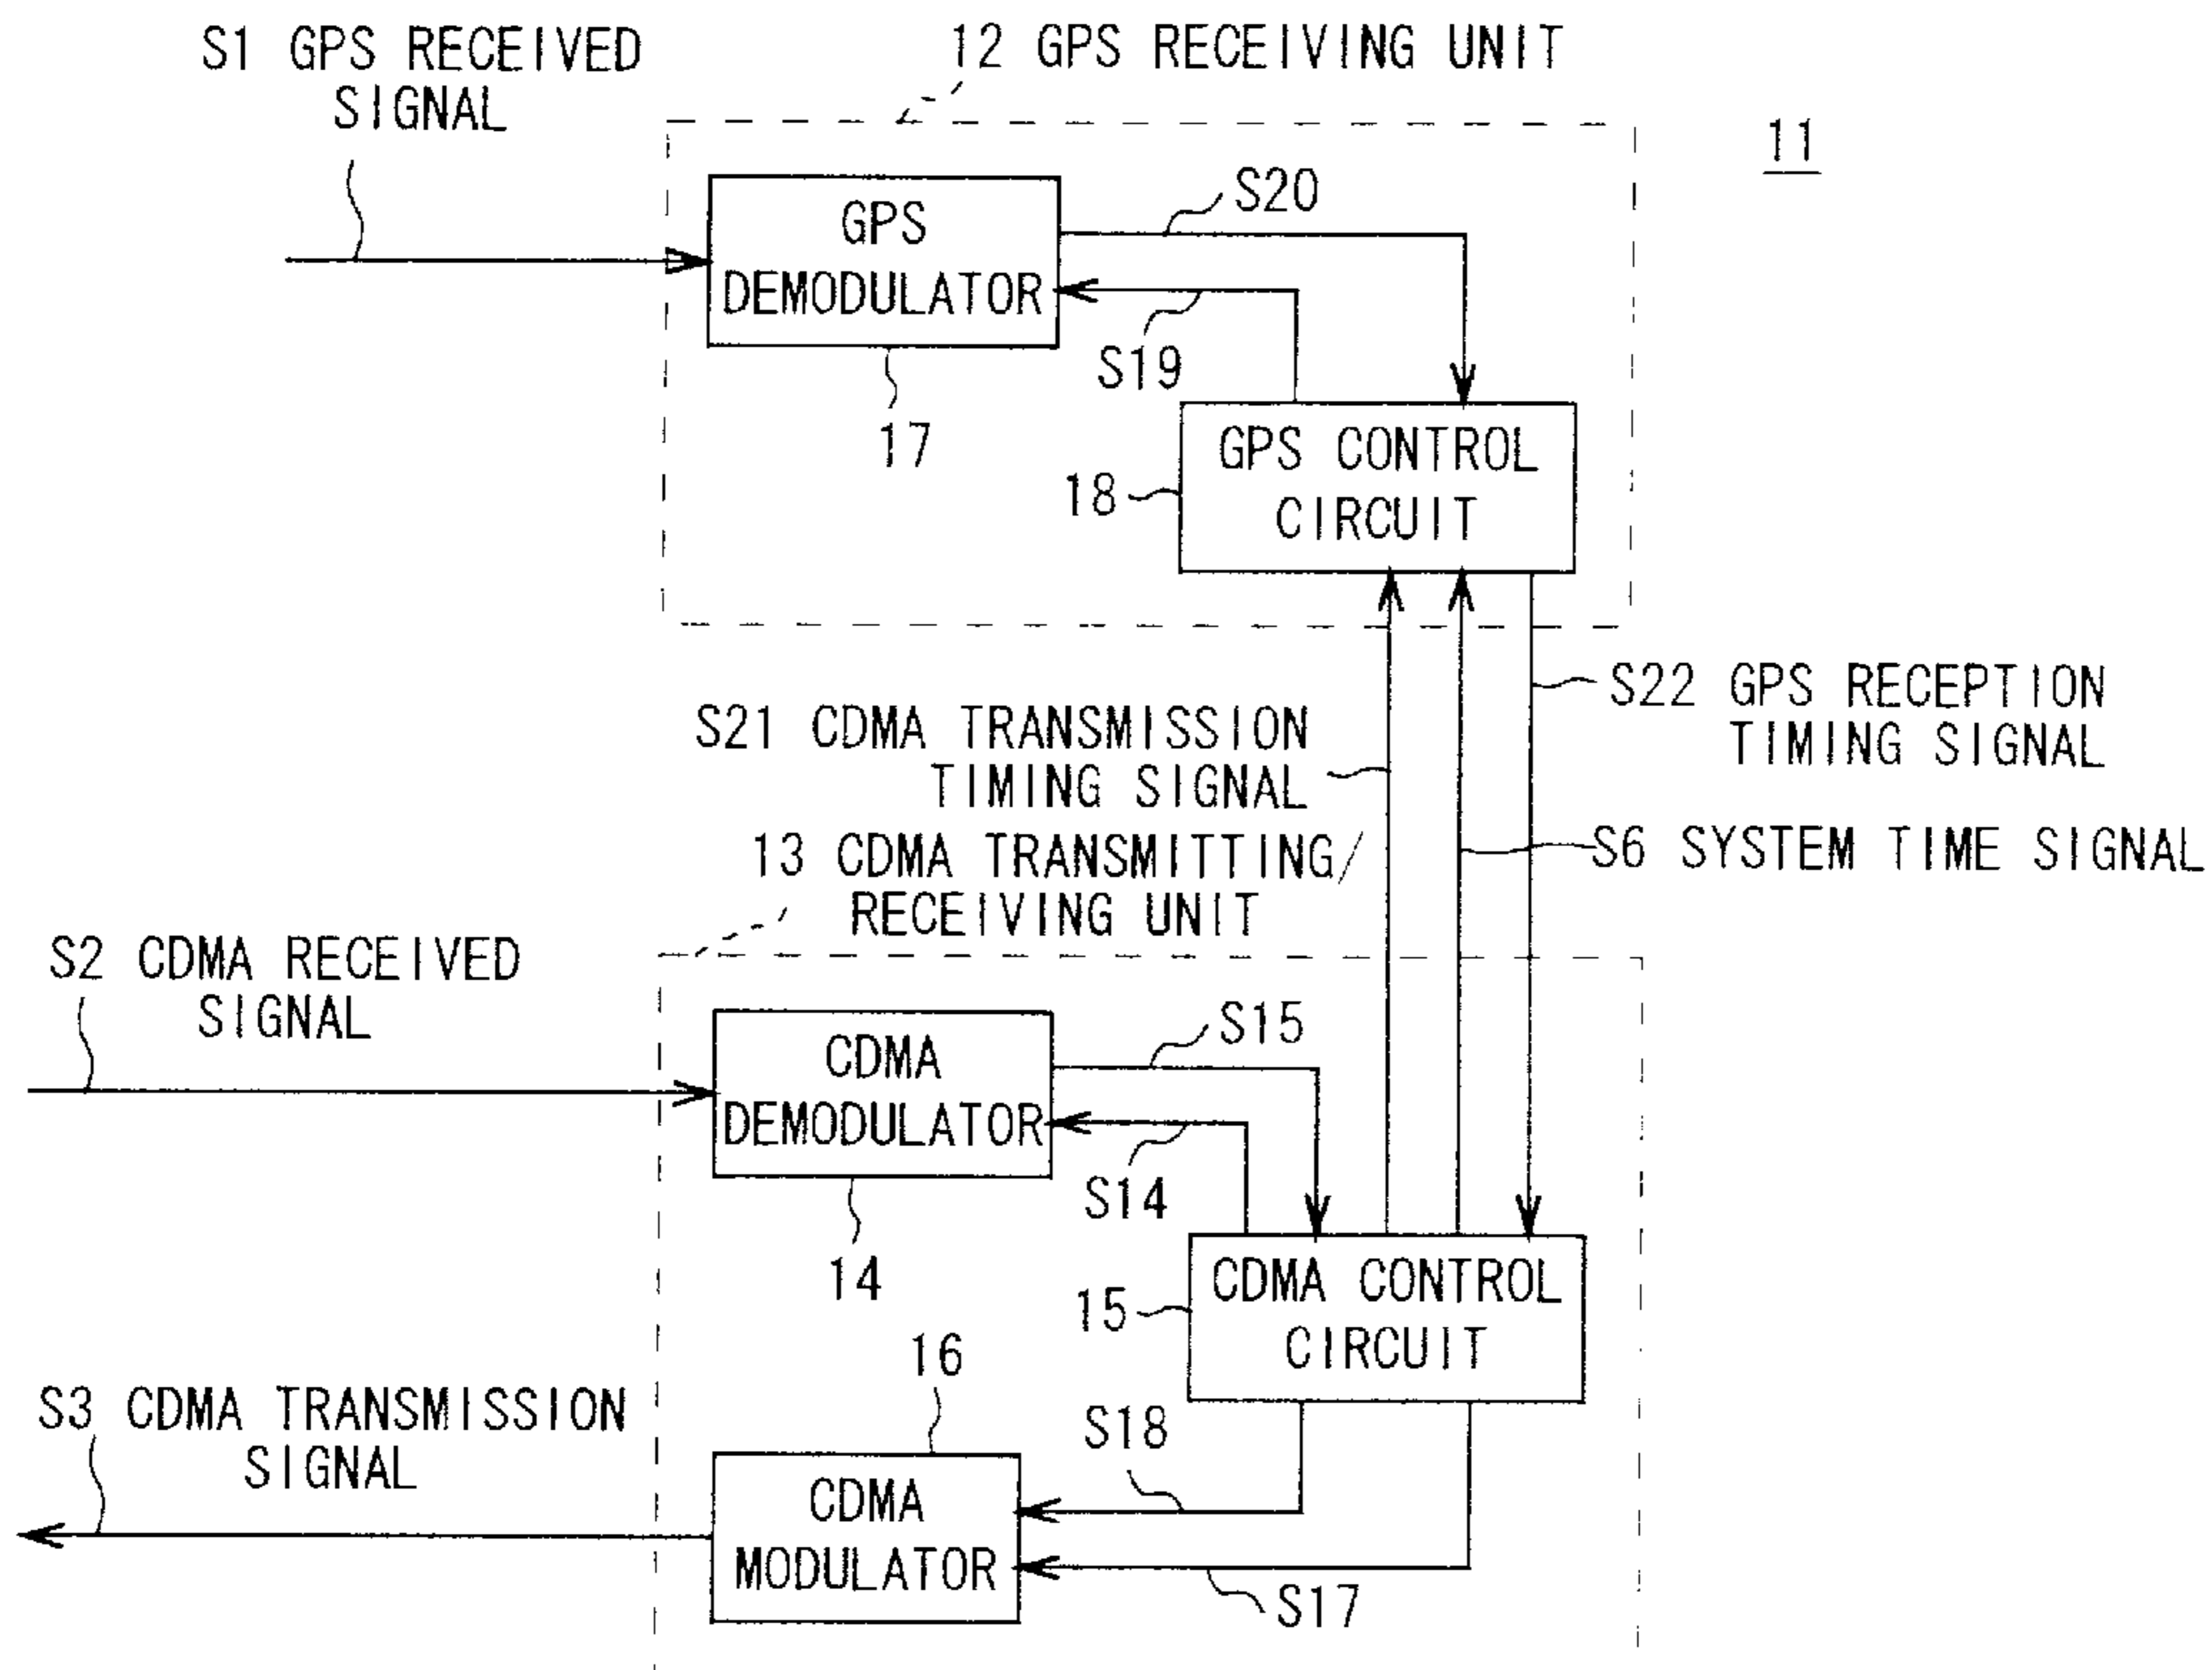 S1 GPS RECEIVED
SIGNAL
12 GPS RECEIVING UNIT
11
GPS
DEMODULATOR
17
S20
S19
GPS CONTROL
CIRCUIT
18
S22 GPS RECEPTION
TIMING SIGNAL
S21 CDMA TRANSMISSION
TIMING SIGNAL
S6 SYSTEM TIME SIGNAL
13 CDMA TRANSMITTING/
RECEIVING UNIT
S2 CDMA RECEIVED
SIGNAL
CDMA
DEMODULATOR
14
S15
S14
CDMA CONTROL
CIRCUIT
15
16
S3 CDMA TRANSMISSION
SIGNAL
CDMA
MODULATOR
S18
S17